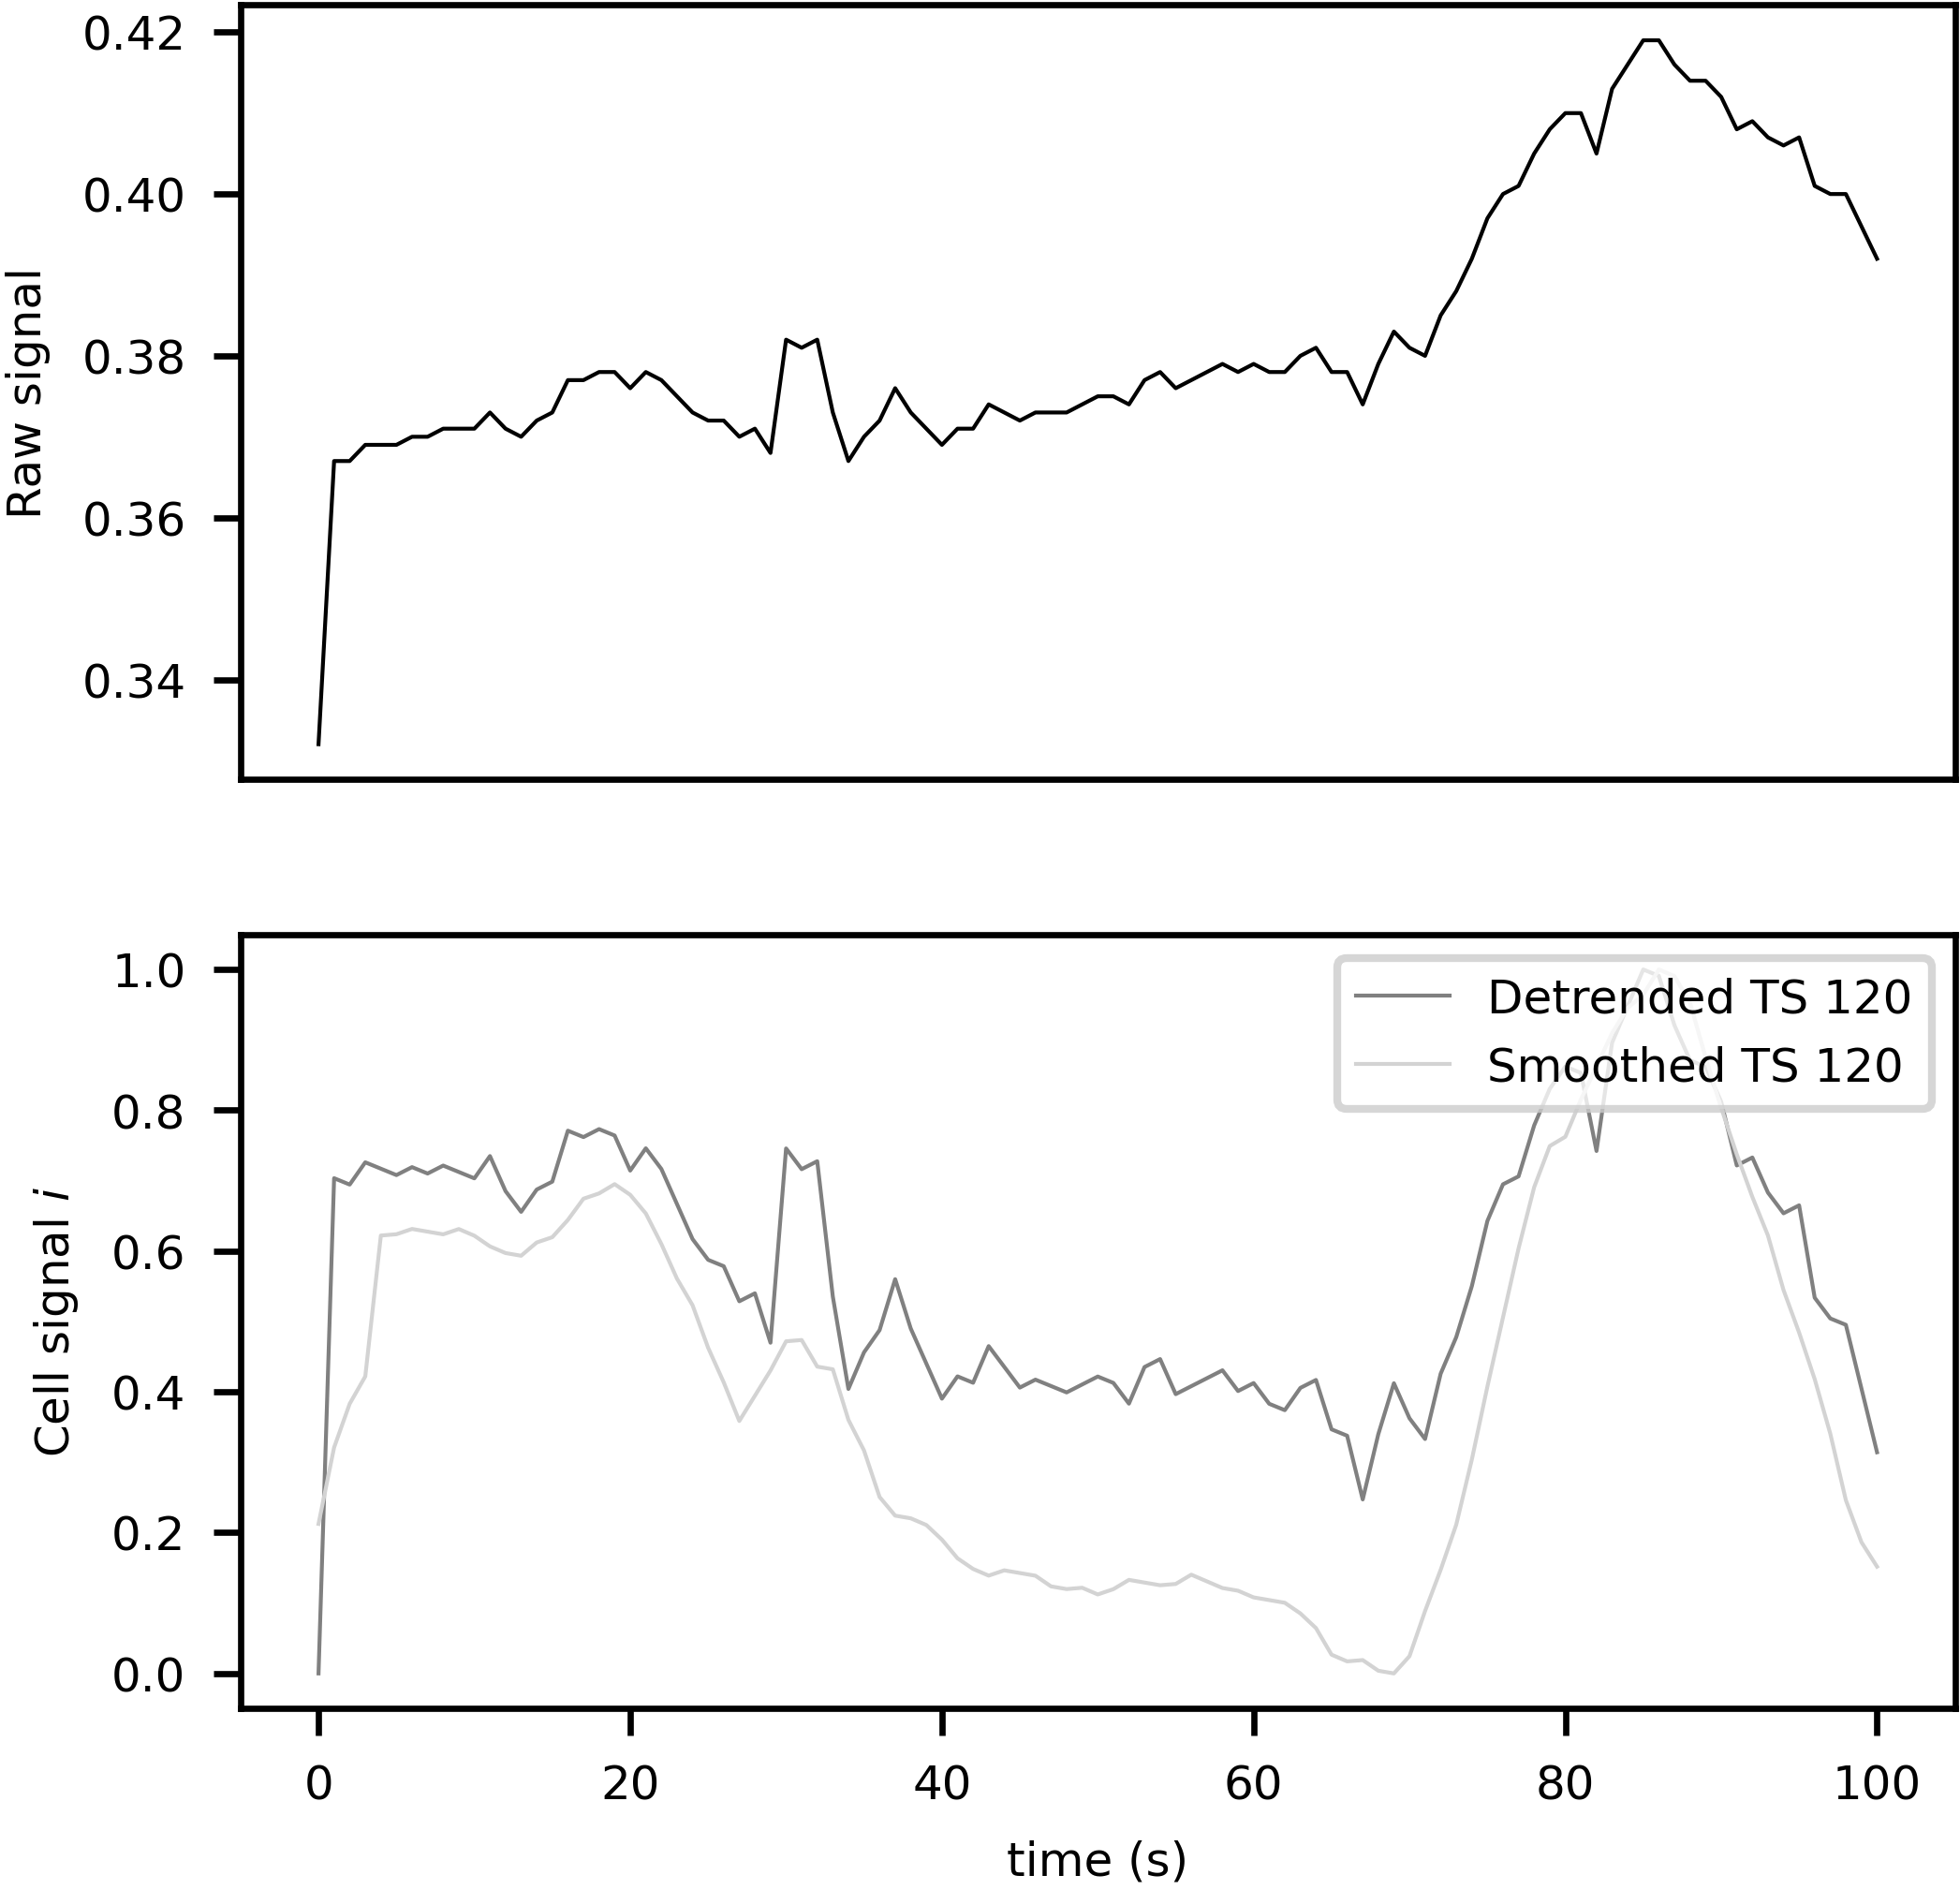 0.42
0.40
0.38
0.36
0.34
Raw signal
1.0
0.8
0.6
0.4
0.2
0.0
Cell signal i
Detrended TS 120
Smoothed TS 120
0 20 40 60 80 100
time (s)